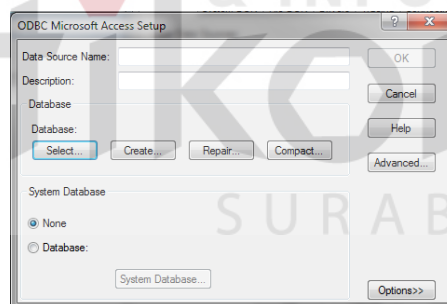 & INFO
ODBC Microsoft Access Setup
Data Source Name:
OK
Description:
Cancel
Database
Database:
Help
Select...
Create...
Repair...
Compact...
Advanced...
System Database
None
Database:
System Database...
Options>>
SURAB